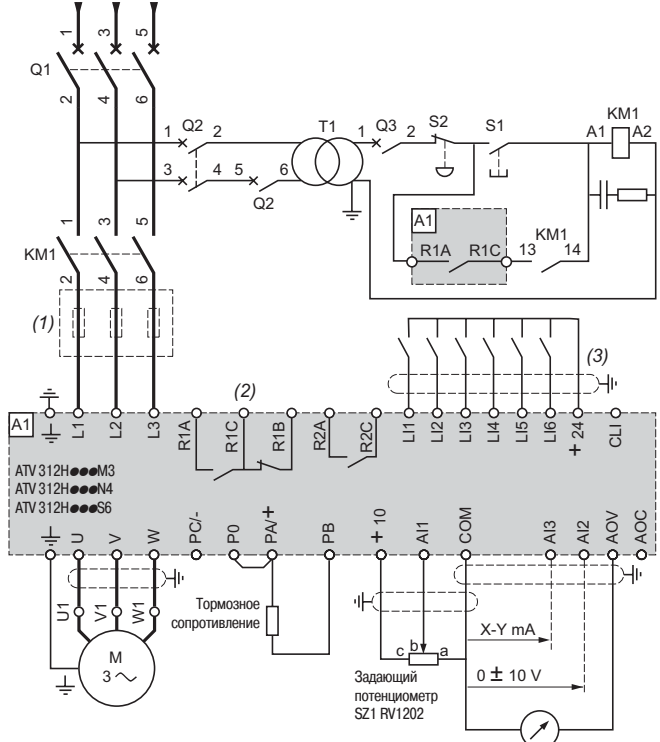 1 3 5
Q1
2 4 6
1 Q2 2
3 4 5 6
Q2
T1
1 Q3 2
S2
S1
KM1
A1 A2
A1
R1A R1C
KM1
13 14
1 3 5
KM1
2 4 6
(1)
(2)
(3)
A1
L1 L2 L3 R1A R1C R1B R2A R2C LI1 LI2 LI3 LI4 LI5 LI6 + 24 CLI
ATV 312H●●●M3
ATV 312H●●●N4
ATV 312H●●●S6
U V W PC/- P0 PA/+ PB + 10 AI1 COM AI3 AI2 AOV AOC
U1 V1 W1
M
3 ~
Тормозное
сопротивление
c b a
Задающий
потенциометр
SZ1 RV1202
X-Y mA
0 ± 10 V